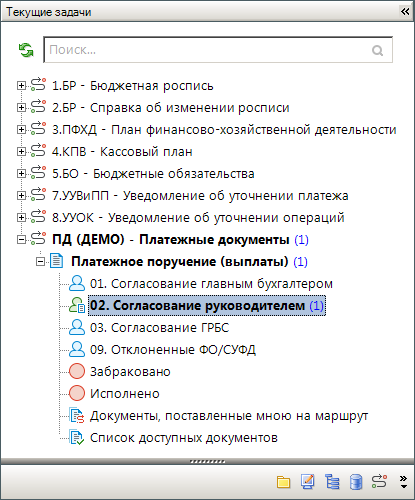 Текущие задачи
Поиск...
1.БР - Бюджетная роспись
2.БР - Справка об изменении росписи
3.ПФХД - План финансово-хозяйственной деятельности
4.КПВ - Кассовый план
5.БО - Бюджетные обязательства
7.УУВиПП - Уведомление об уточнении платежа
8.УУОК - Уведомление об уточнении операций
ПД (ДЕМО) - Платежные документы (1)
Платежное поручение (выплаты) (1)
01. Согласование главным бухгалтером
02. Согласование руководителем (1)
03. Согласование ГРБС
09. Отклоненные ФО/СУФД
Забраковано
Исполнено
Документы, поставленные мною на маршрут
Список доступных документов